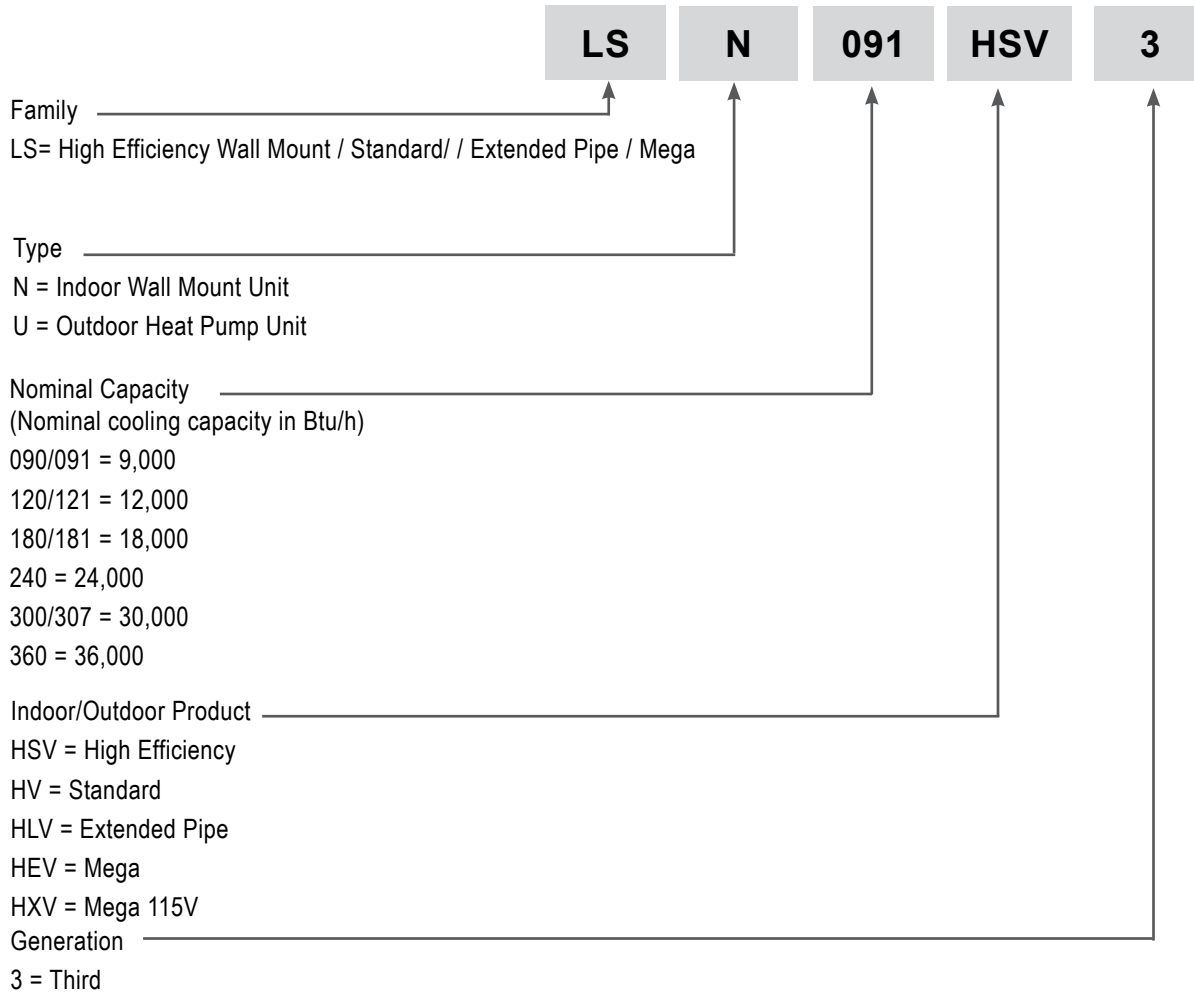 LS N 091 HSV 3
Family
LS= High Efficiency Wall Mount / Standard/ / Extended Pipe / Mega
Type
N = Indoor Wall Mount Unit
U = Outdoor Heat Pump Unit
Nominal Capacity
(Nominal cooling capacity in Btu/h)
090/091 = 9,000
120/121 = 12,000
180/181 = 18,000
240 = 24,000
300/307 = 30,000
360 = 36,000
Indoor/Outdoor Product
HSV = High Efficiency
HV = Standard
HLV = Extended Pipe
HEV = Mega
HXV = Mega 115V
Generation
3 = Third